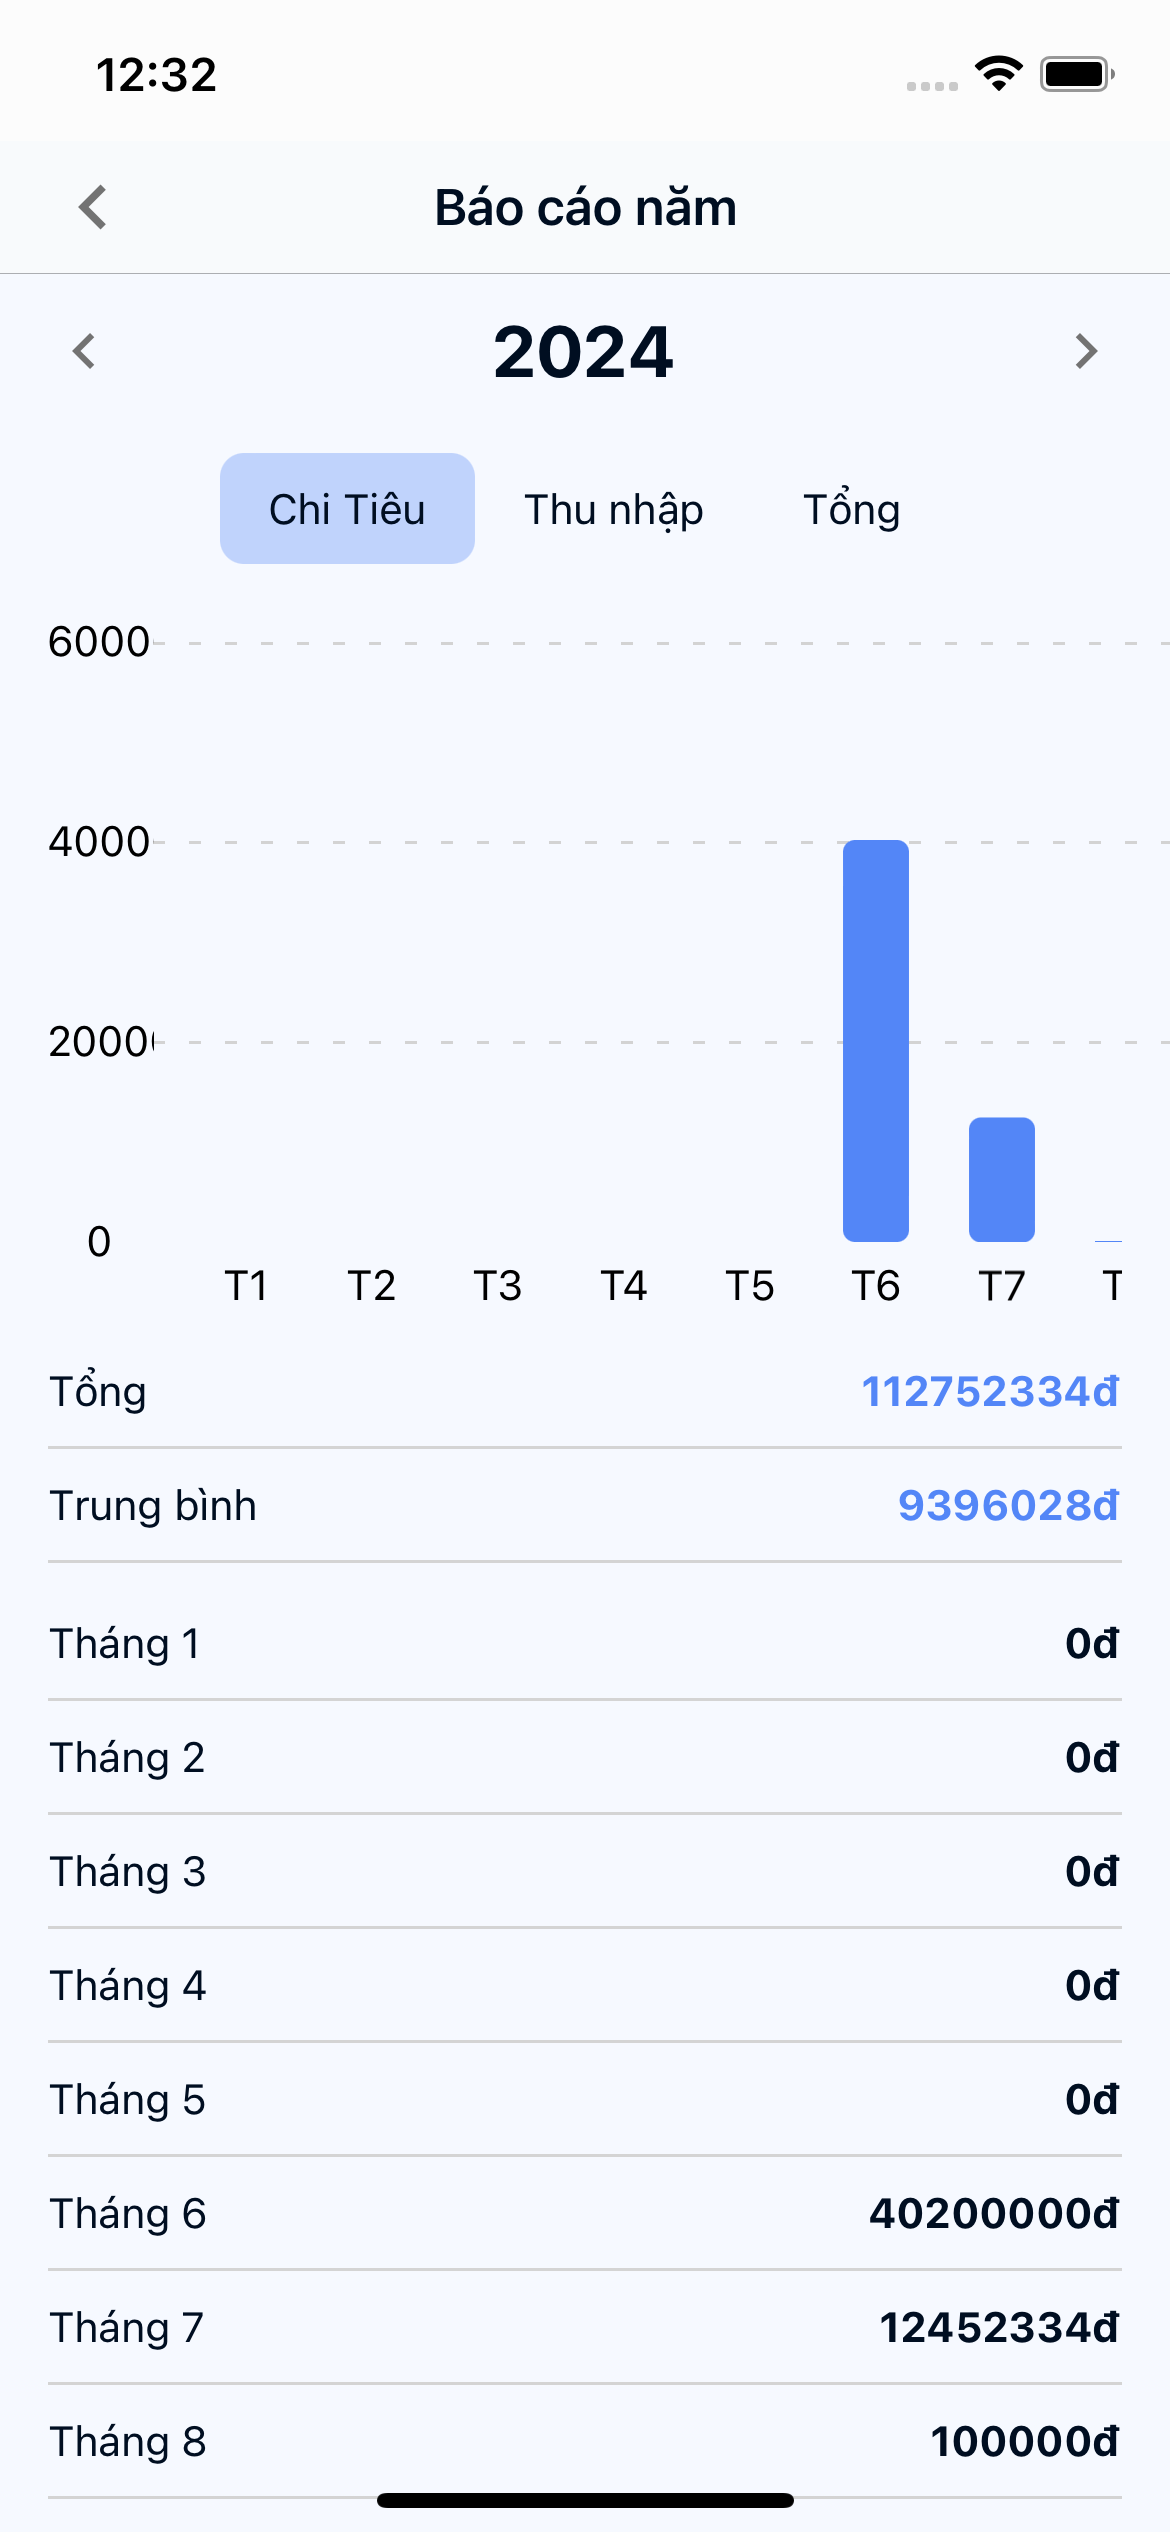 12:32
Báo cáo năm
2024
Chi Tiêu Thu nhập Tổng
6000
4000
2000
0
T1 T2 T3 T4 T5 T6 T7 T
Tổng 112752334đ
Trung bình 9396028đ
Tháng 1 0đ
Tháng 2 0đ
Tháng 3 0đ
Tháng 4 0đ
Tháng 5 0đ
Tháng 6 40200000đ
Tháng 7 12452334đ
Tháng 8 100000đ